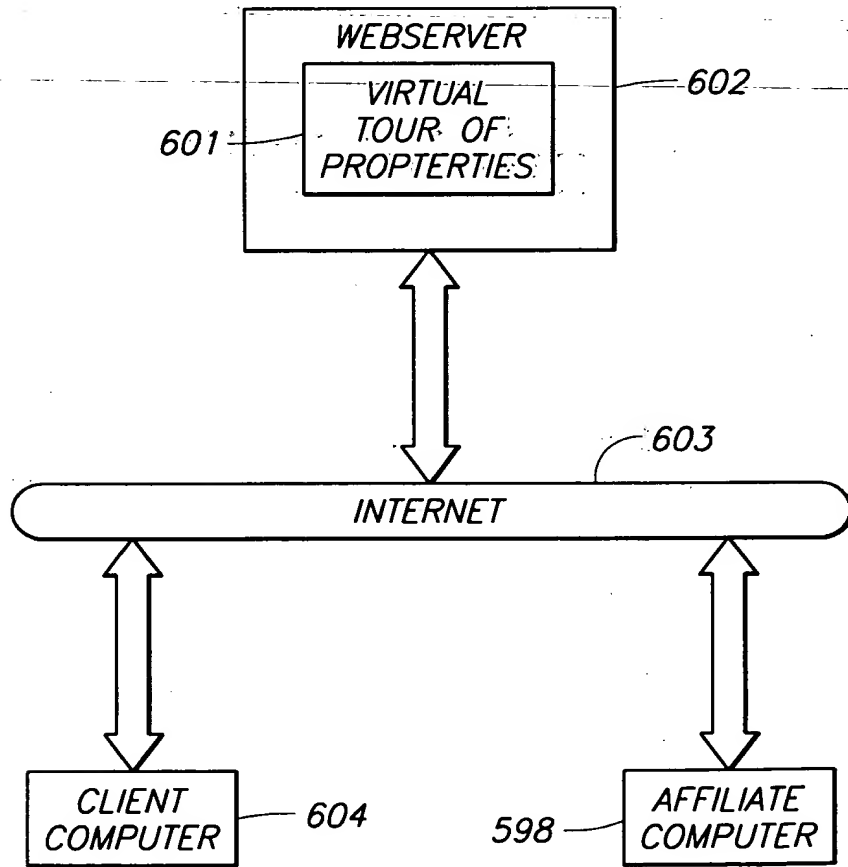 WEBSERVER
602
VIRTUAL
TOUR OF
PROPTERTIES
601
603
INTERNET
CLIENT
COMPUTER
604
598
AFFILIATE
COMPUTER